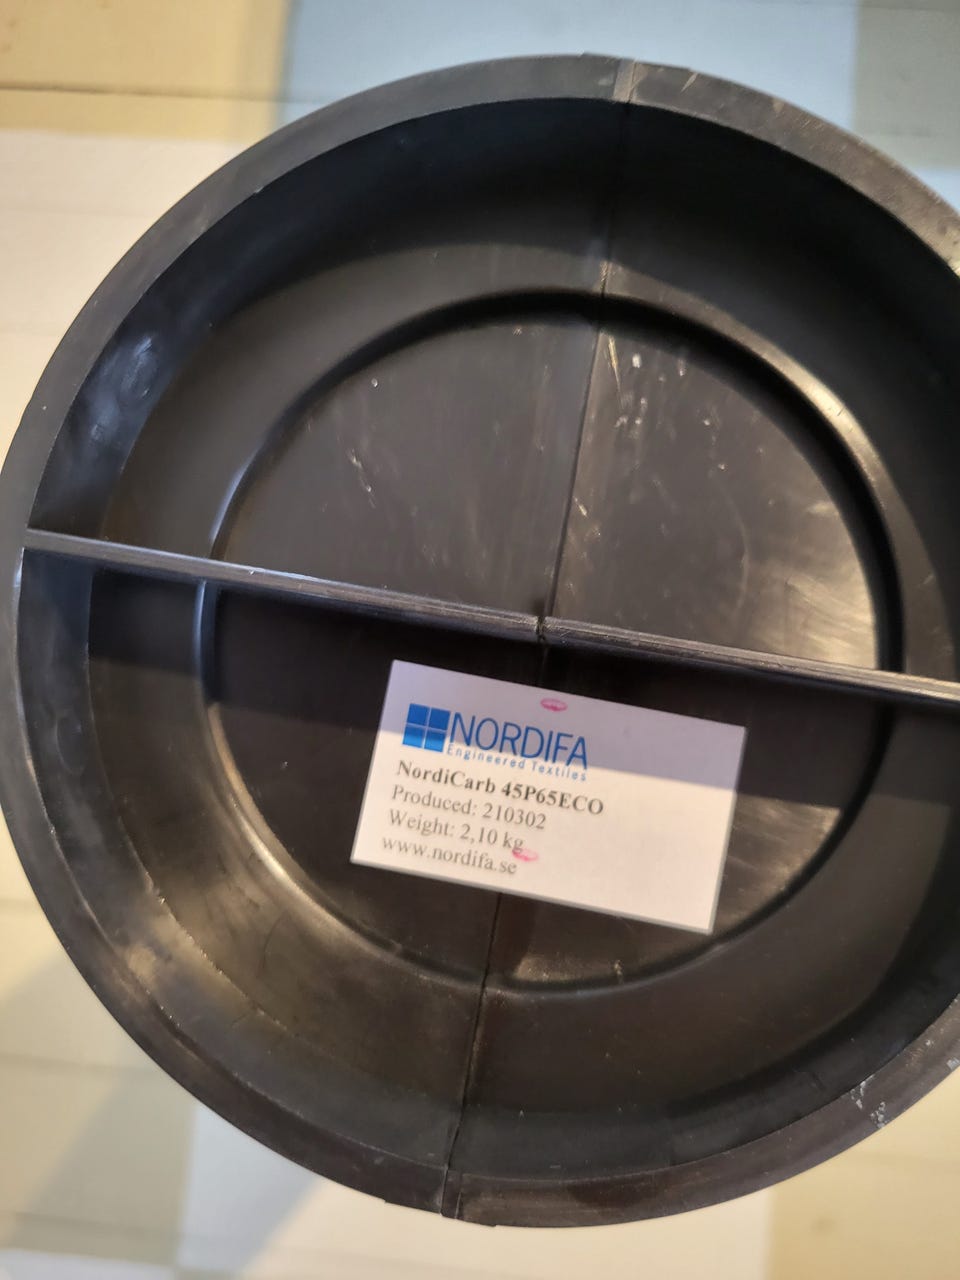 NORDIFA
Engineered Textiles
NordiCarb 45P65ECO
Produced: 210302
Weight: 2,10 kg
www.nordifa.se